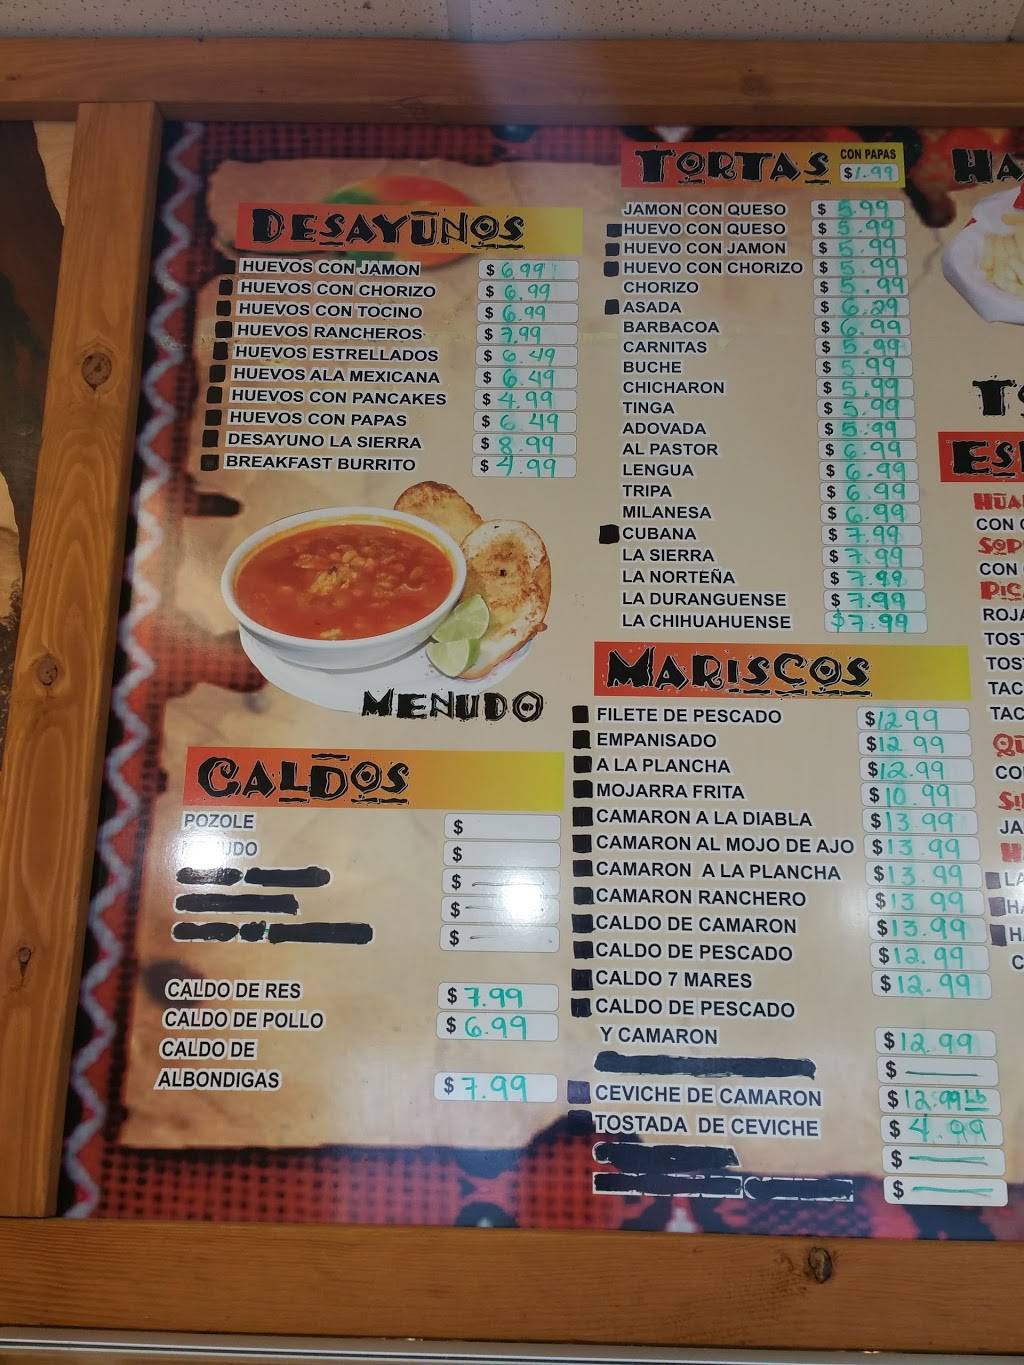 DESAYUNOS
HUEVOS CON JAMON $6.99
HUEVOS CON CHORIZO $6.99
HUEVOS CON TOCINO $6.99
HUEVOS RANCHEROS $7.99
HUEVOS ESTRELLADOS $6.49
HUEVOS ALA MEXICANA $6.49
HUEVOS CON PANCAKES $4.99
HUEVOS CON PAPAS $6.49
DESAYUNO LA SIERRA $8.99
BREAKFAST BURRITO $4.99
MENUDO
CALDOS
POZOLE $
MENUDO $
$
$
$
CALDO DE RES $7.99
CALDO DE POLLO $6.99
CALDO DE
ALBONDIGAS $7.99
TORTAS CON PAPAS $1.99
JAMON CON QUESO $5.99
HUEVO CON QUESO $5.99
HUEVO CON JAMON $5.99
HUEVO CON CHORIZO $5.99
CHORIZO $5.99
ASADA $6.29
BARBACOA $6.99
CARNITAS $5.99
BUCHE $5.99
CHICHARON $5.99
TINGA $5.99
ADOVADA $5.99
AL PASTOR $6.99
LENGUA $6.99
TRIPA $6.99
MILANESA $6.99
CUBANA $7.99
LA SIERRA $7.99
LA NORTEÑA $7.99
LA DURANGUENSE $7.99
LA CHIHUAHUENSE $7.99
MARISCOS
FILETE DE PESCADO $12.99
EMPANISADO $12.99
A LA PLANCHA $12.99
MOJARRA FRITA $10.99
CAMARON A LA DIABLA $13.99
CAMARON AL MOJO DE AJO $13.99
CAMARON A LA PLANCHA $13.99
CAMARON RANCHERO $13.99
CALDO DE CAMARON $13.99
CALDO DE PESCADO $12.99
CALDO 7 MARES $12.99
CALDO DE PESCADO
Y CAMARON $12.99
$
CEVICHE DE CAMARON $12.99 Lb
TOSTADA DE CEVICHE $4.99
$
$
CON
CON